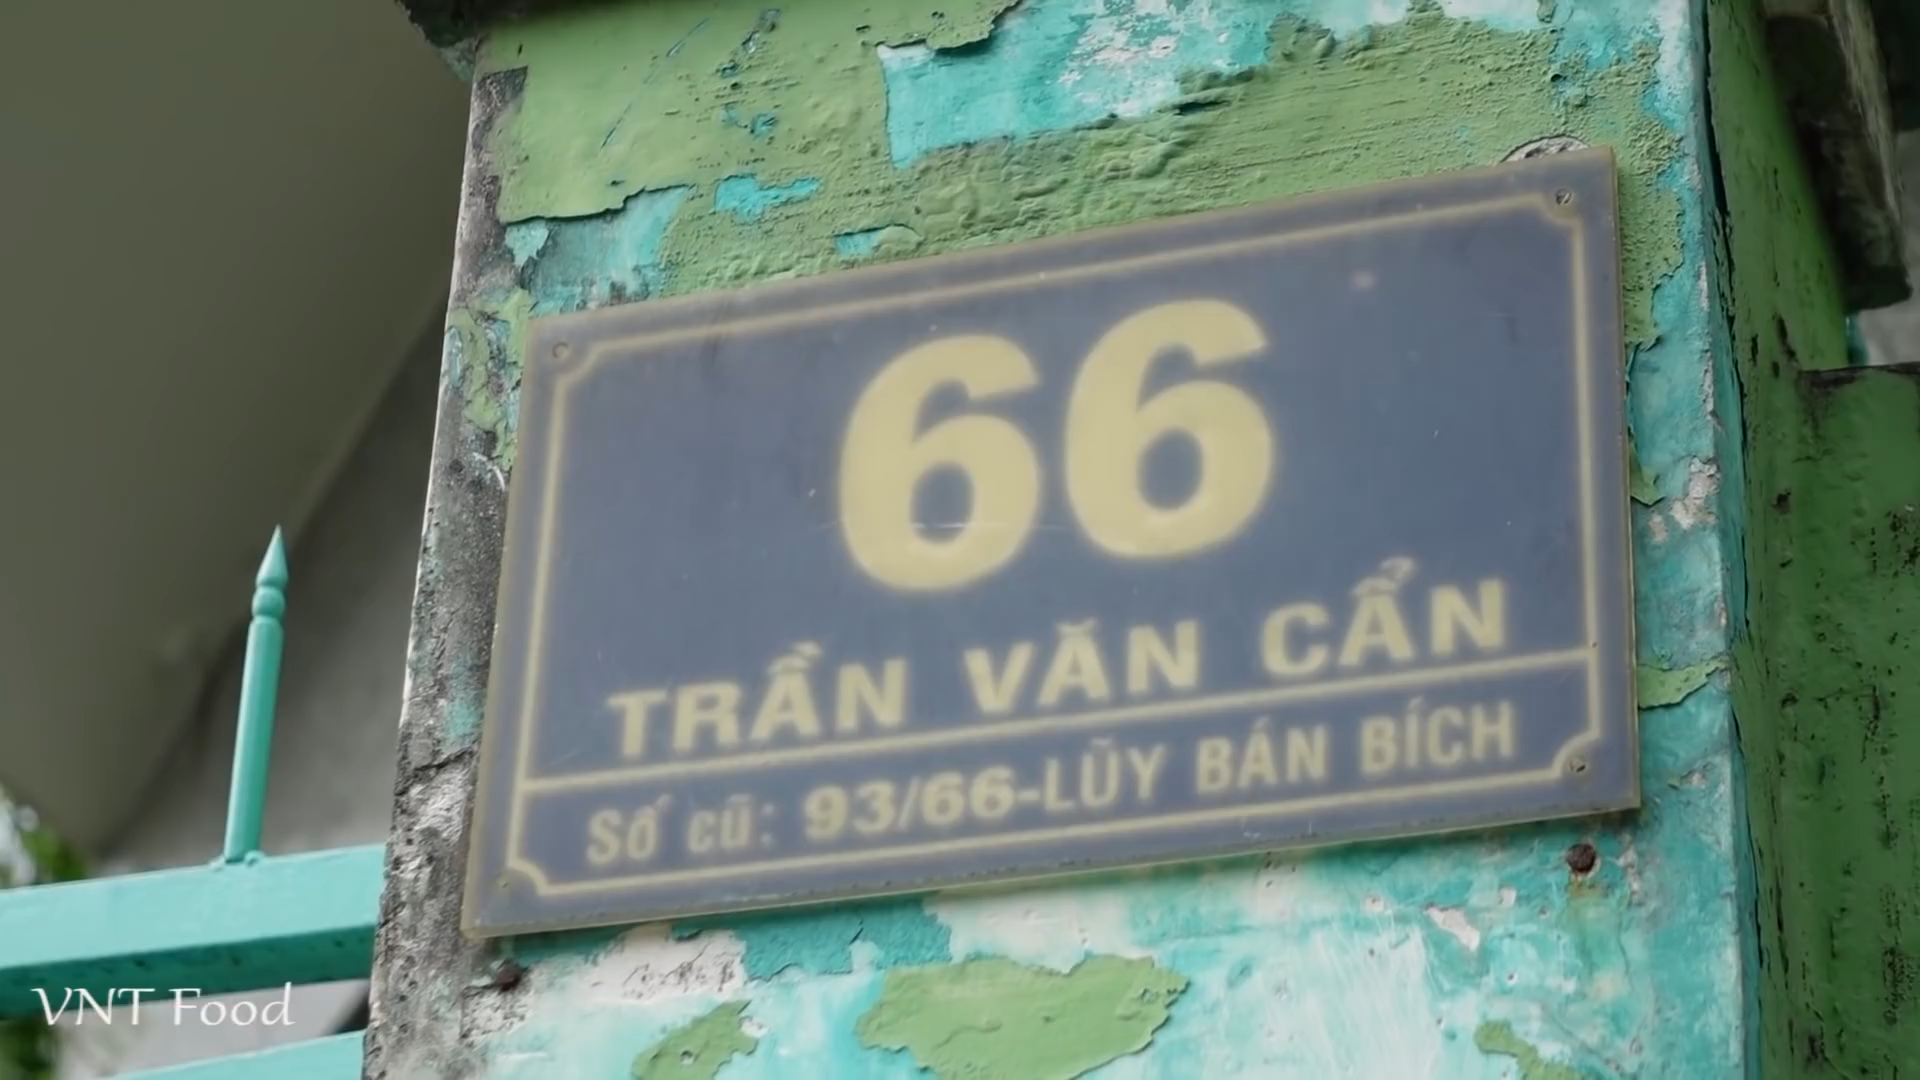 66
TRẦN VĂN CẨN
Số cũ: 93/66-LŨY BÁN BÍCH
VNT Food